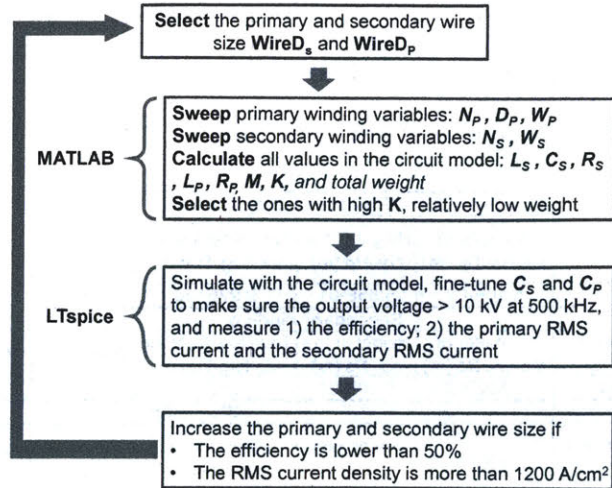 Select the primary and secondary wire
size WireDs and WireDP
MATLAB
Sweep primary winding variables: NP, DP, WP
Sweep secondary winding variables: NS, WS
Calculate all values in the circuit model: LS, CS, RS
, LP, RP, M, K, and total weight
Select the ones with high K, relatively low weight
LTspice
Simulate with the circuit model, fine-tune CS and CP
to make sure the output voltage > 10 kV at 500 kHz,
and measure 1) the efficiency; 2) the primary RMS
current and the secondary RMS current
Increase the primary and secondary wire size if
• The efficiency is lower than 50%
• The RMS current density is more than 1200 A/cm²